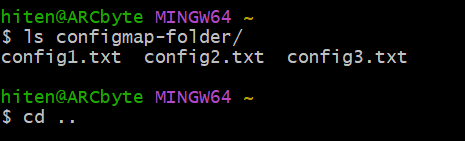 hiten@ARCbyte MINGW64 ~
$ ls configmap-folder/
config1.txt  config2.txt  config3.txt
hiten@ARCbyte MINGW64 ~
$ cd ..